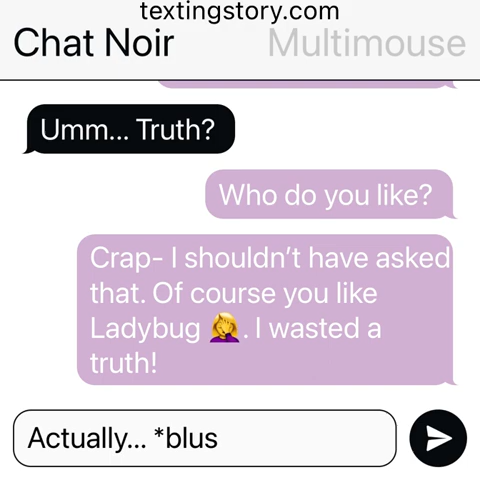 textingstory.com
Chat Noir
Multimouse
Umm... Truth?
Who do you like?
Crap- I shouldn’t have asked
that. Of course you like
Ladybug 🤦‍♀️. I wasted a
truth!
Actually... *blus